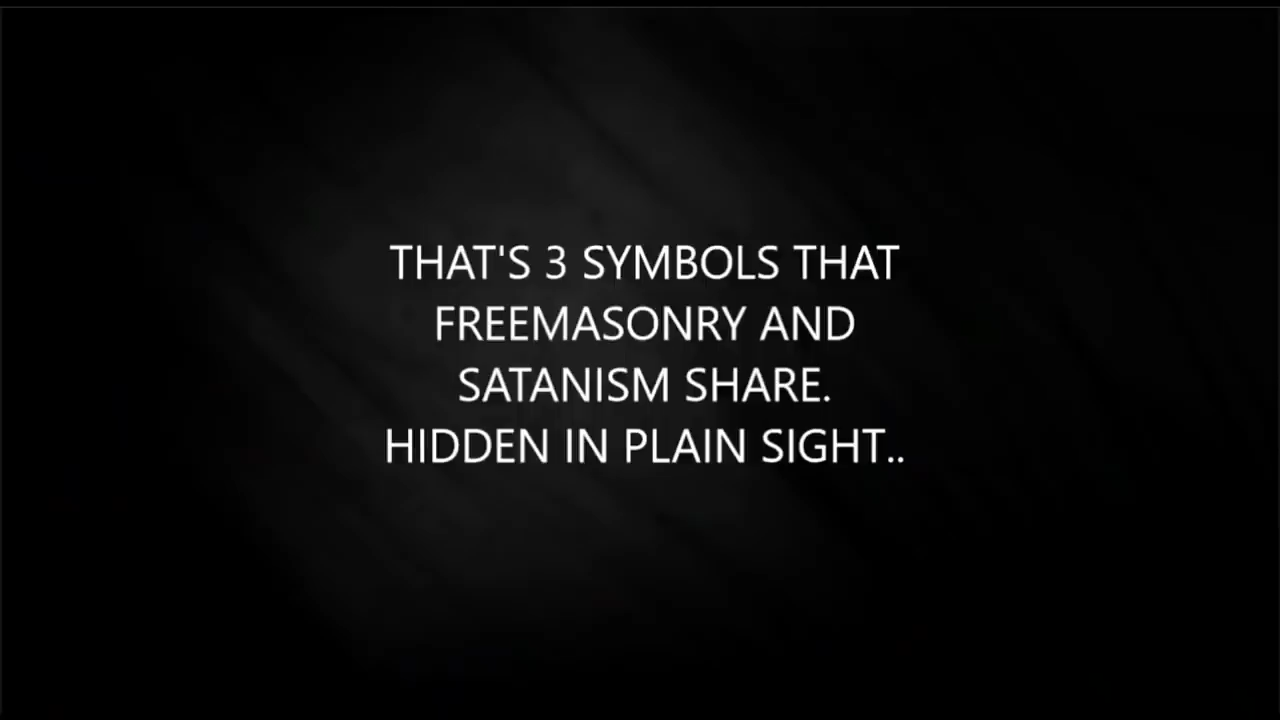 THAT'S 3 SYMBOLS THAT
FREEMASONRY AND
SATANISM SHARE.
HIDDEN IN PLAIN SIGHT..